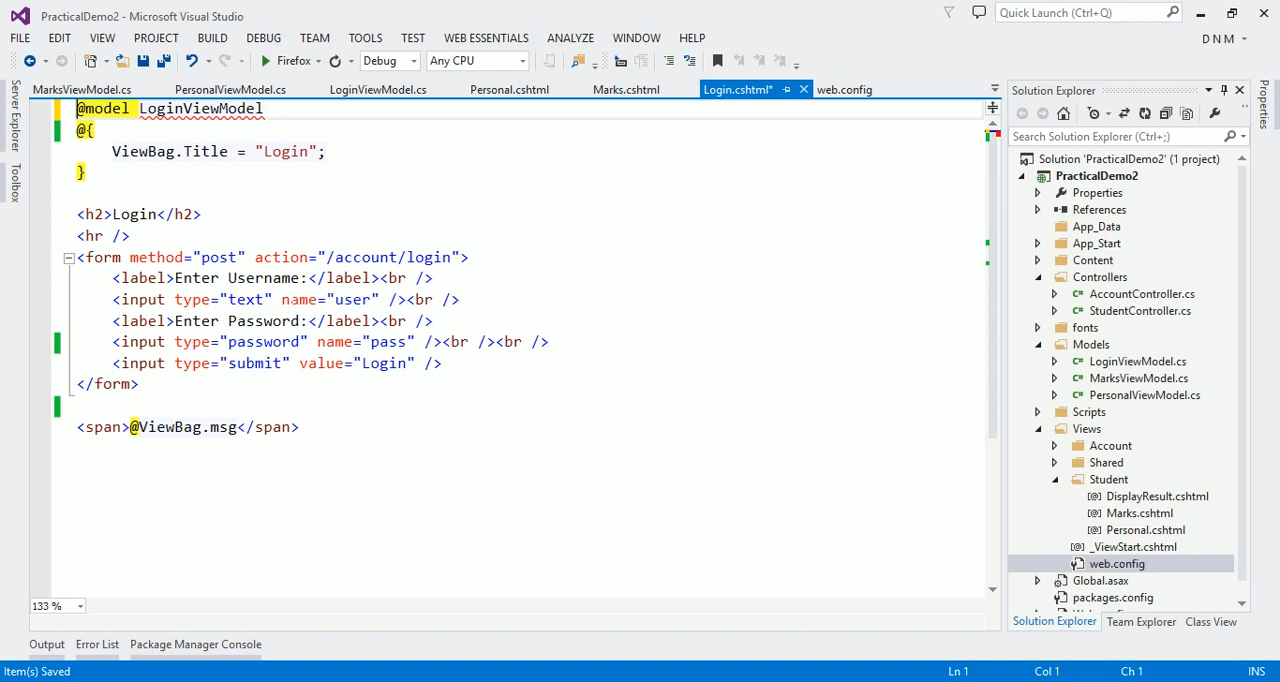 PracticalDemo2 - Microsoft Visual Studio
Quick Launch (Ctrl+Q)
FILE EDIT VIEW PROJECT BUILD DEBUG TEAM TOOLS TEST WEB ESSENTIALS ANALYZE WINDOW HELP
D N M
Firefox Debug Any CPU
MarksViewModel.cs PersonalViewModel.cs LoginViewModel.cs Personal.cshtml Marks.cshtml Login.cshtml* web.config
Server Explorer
Toolbox
@model LoginViewModel
@{
ViewBag.Title = "Login";
}
<h2>Login</h2>
<hr />
<form method="post" action="/account/login">
<label>Enter Username:</label><br />
<input type="text" name="user" /><br />
<label>Enter Password:</label><br />
<input type="password" name="pass" /><br /><br />
<input type="submit" value="Login" />
</form>
<span>@ViewBag.msg</span>
133 %
Solution Explorer
Search Solution Explorer (Ctrl+;)
Solution 'PracticalDemo2' (1 project)
PracticalDemo2
Properties
References
App_Data
App_Start
Content
Controllers
AccountController.cs
StudentController.cs
fonts
Models
LoginViewModel.cs
MarksViewModel.cs
PersonalViewModel.cs
Scripts
Views
Account
Shared
Student
DisplayResult.cshtml
Marks.cshtml
Personal.cshtml
_ViewStart.cshtml
web.config
Global.asax
packages.config
Solution Explorer Team Explorer Class View
Properties
Output Error List Package Manager Console
Item(s) Saved Ln 1 Col 1 Ch 1 INS